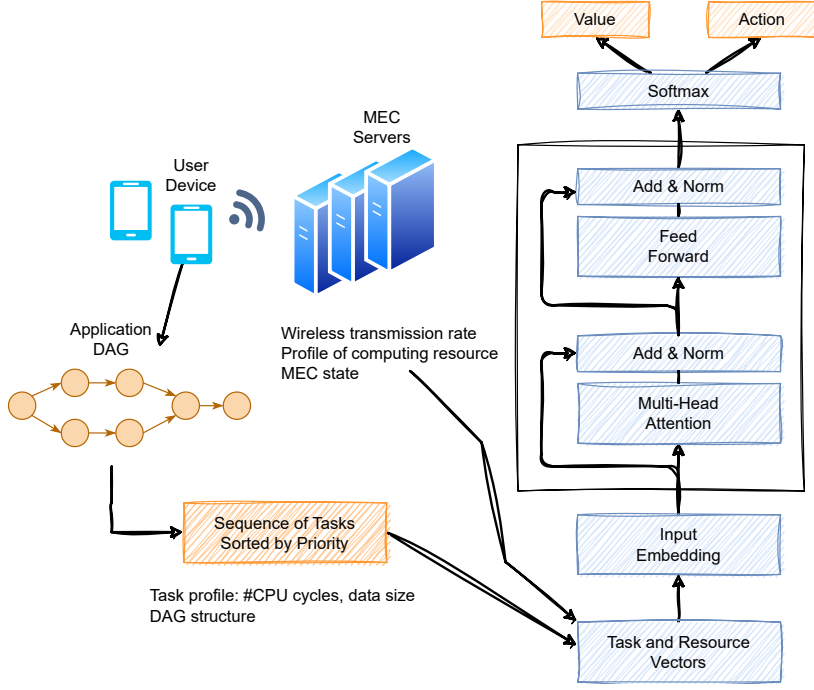 Value
Action
Softmax
MEC
Servers
User
Device
Add & Norm
Feed
Forward
Application
DAG
Wireless transmission rate
Profile of computing resource
MEC state
Add & Norm
Multi-Head
Attention
Sequence of Tasks
Sorted by Priority
Input
Embedding
Task profile: #CPU cycles, data size
DAG structure
Task and Resource
Vectors